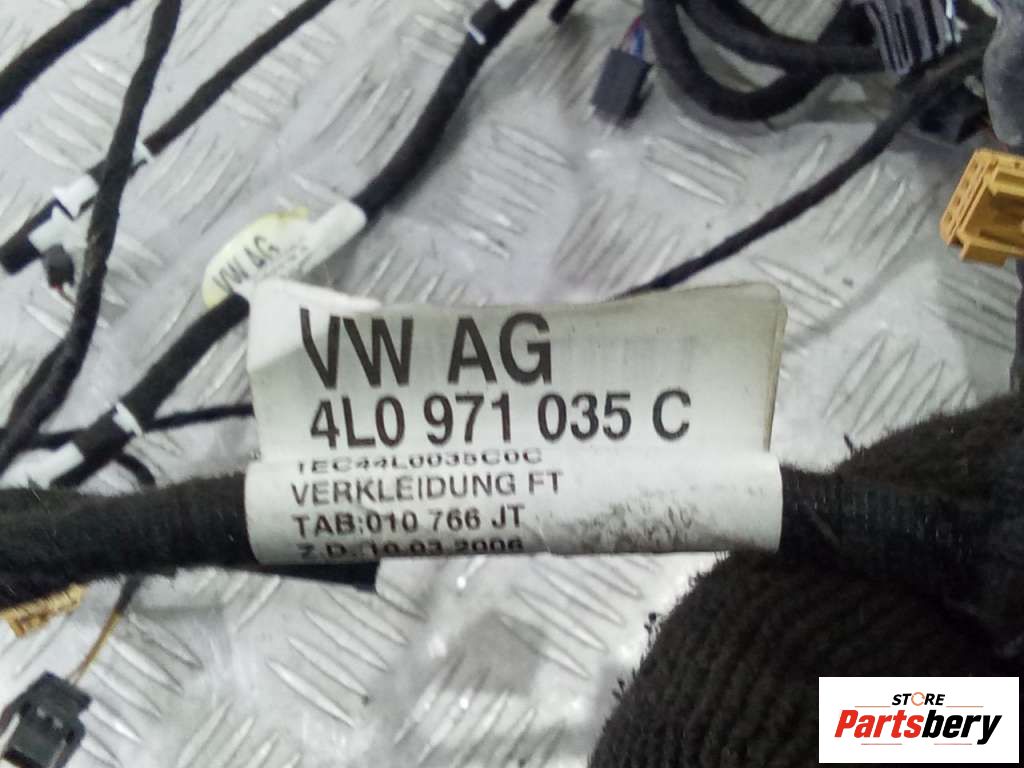 VW AG
VW AG
4L0 971 035 C
1EC44L0035C0C
VERKLEIDUNG FT
TAB:010 766 JT
Z.D. 10.03.2006
STORE
Partsbery